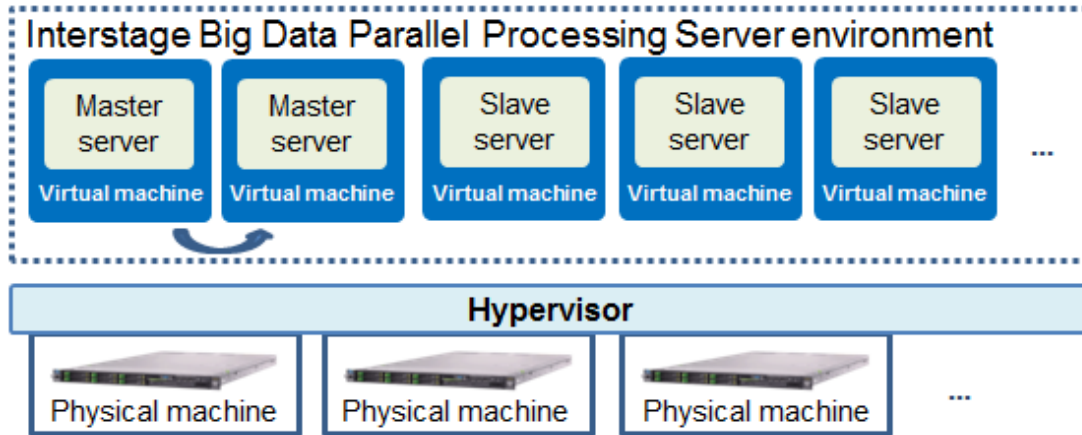 Interstage Big Data Parallel Processing Server environment
Master server
Virtual machine
Master server
Virtual machine
Slave server
Virtual machine
Slave server
Virtual machine
Slave server
Virtual machine
...
Hypervisor
Physical machine
Physical machine
Physical machine
...